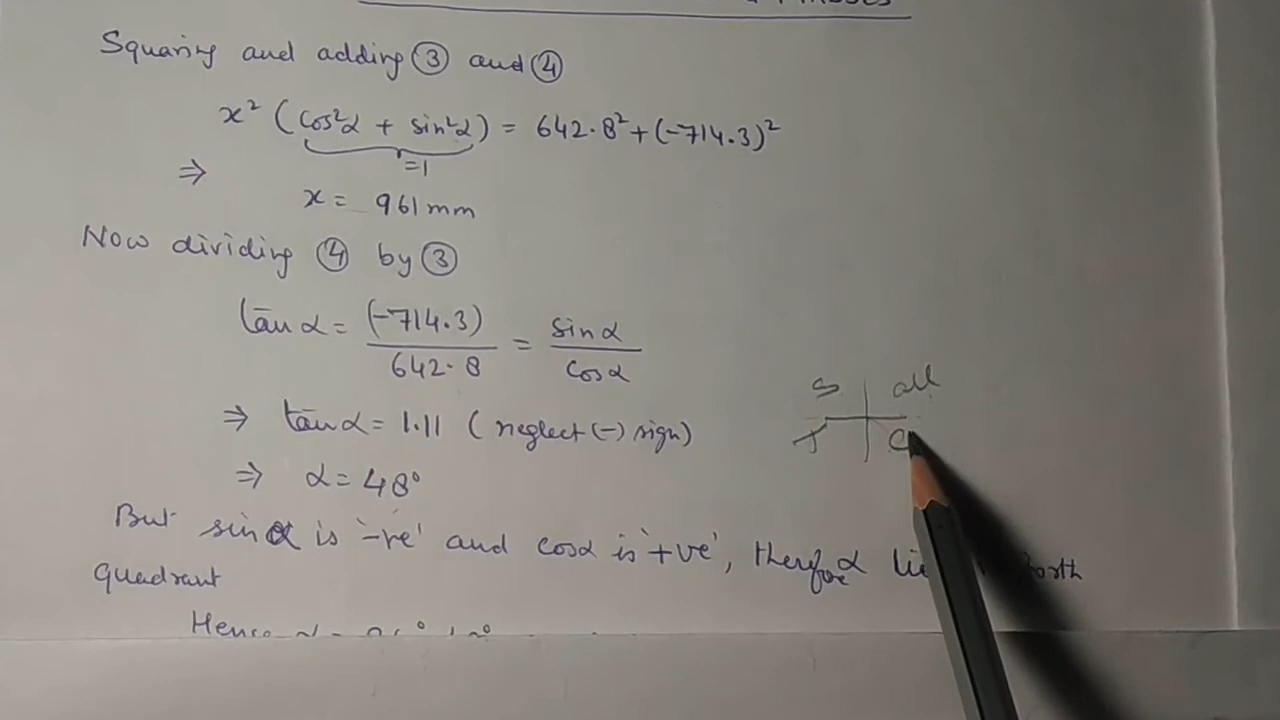 Squaring and adding ③ and ④
x² (cos²α + sin²α) = 642.8² + (-714.3)²
=1
⇒ x = 961 mm
Now dividing ④ by ③
tan α = (-714.3) / 642.8 = sin α / cos α
S all
⇒ tan α = 1.11 (neglect (-) sign)
T C
⇒ α = 48°
But sin α is '-ve' and cos α is '+ve', therefore α
quadrant
Hence